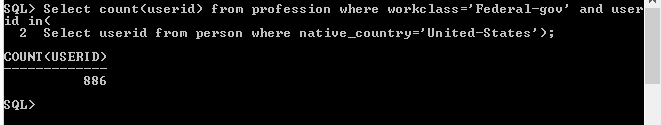 SQL> Select count(userid) from profession where workclass='Federal-gov' and user
id in(
  2  Select userid from person where native_country='United-States');
COUNT(USERID)
-------------
          886
SQL>